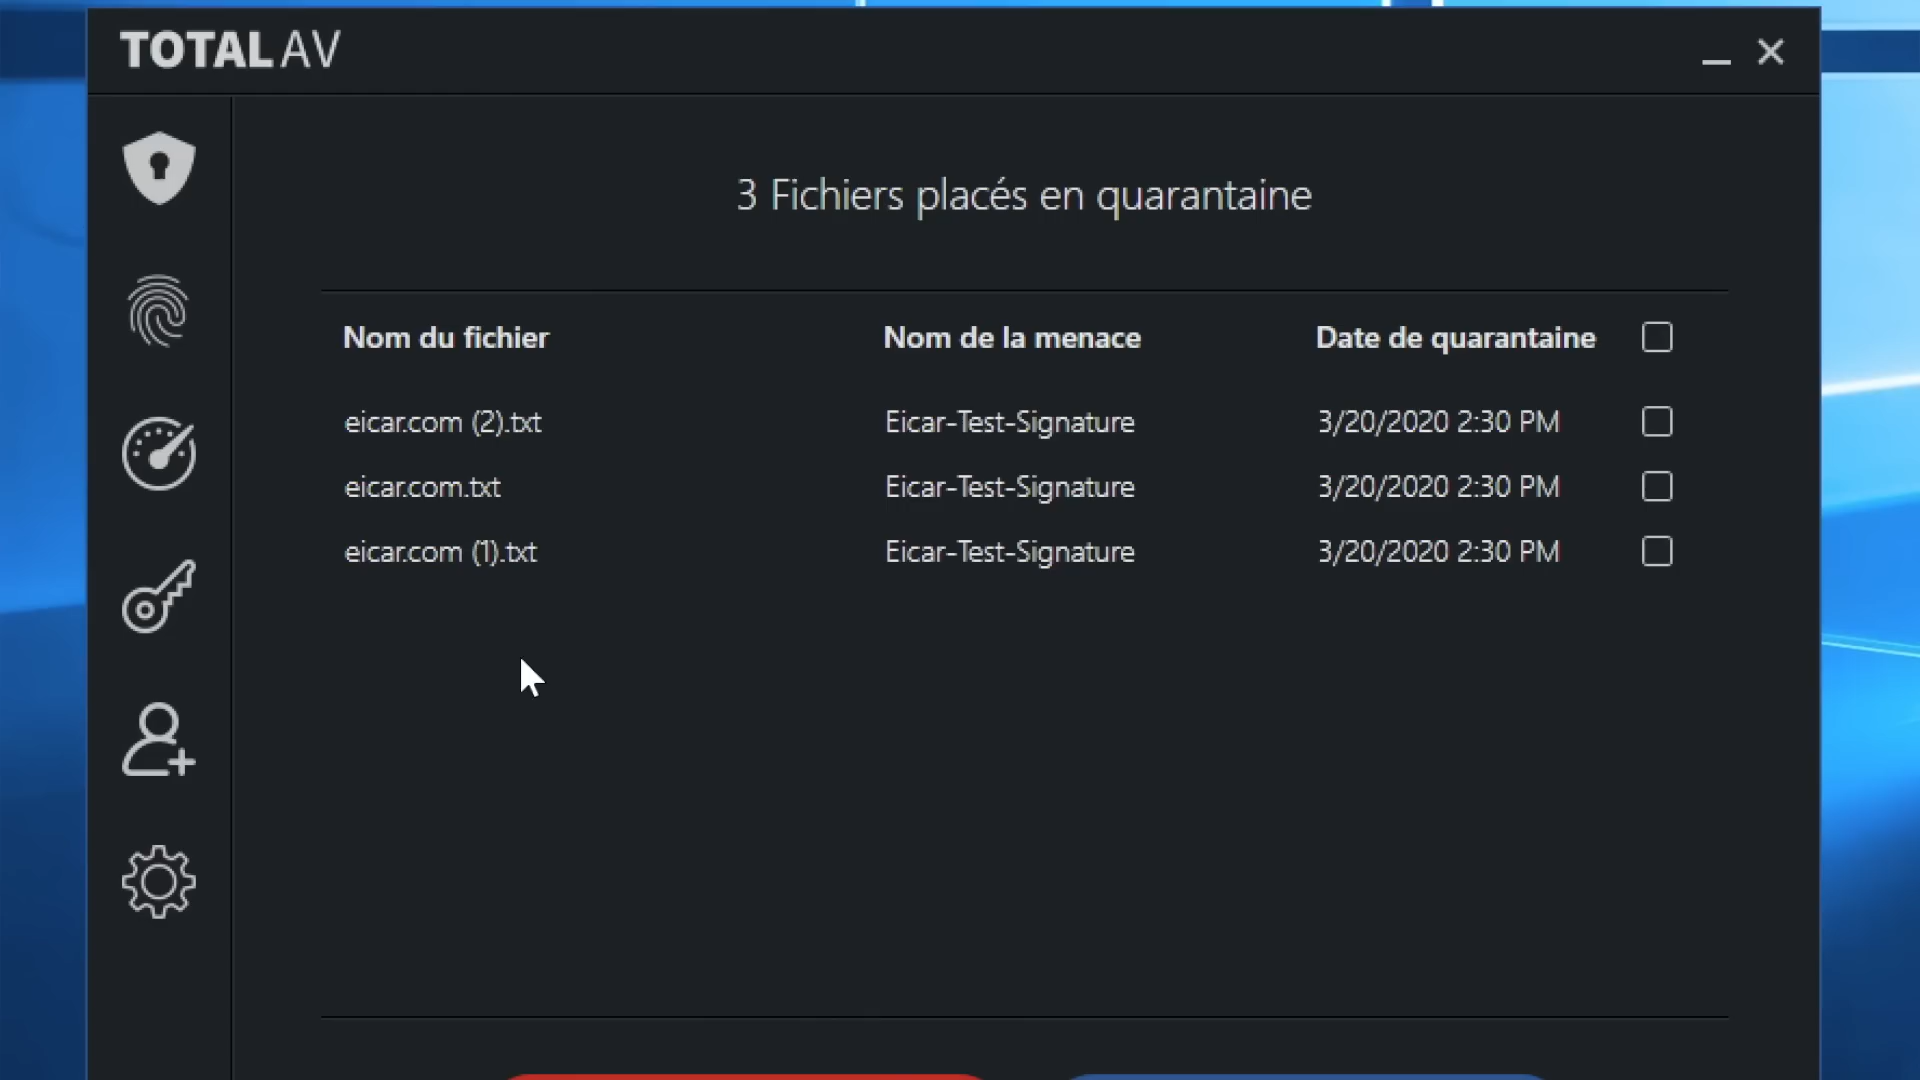 TOTAL AV
3 Fichiers placés en quarantaine
Nom du fichier Nom de la menace Date de quarantaine
eicar.com (2).txt Eicar-Test-Signature 3/20/2020 2:30 PM
eicar.com.txt Eicar-Test-Signature 3/20/2020 2:30 PM
eicar.com (1).txt Eicar-Test-Signature 3/20/2020 2:30 PM